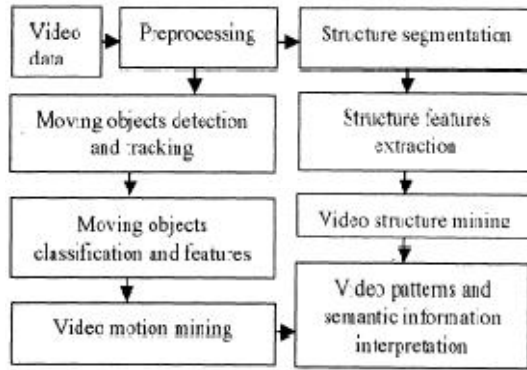 Video
data
Preprocessing
Structure segmentation
Moving objects detection
and tracking
Structure features
extraction
Moving objects
classification and features
Video structure mining
Video motion mining
Video patterns and
semantic information
interpretation